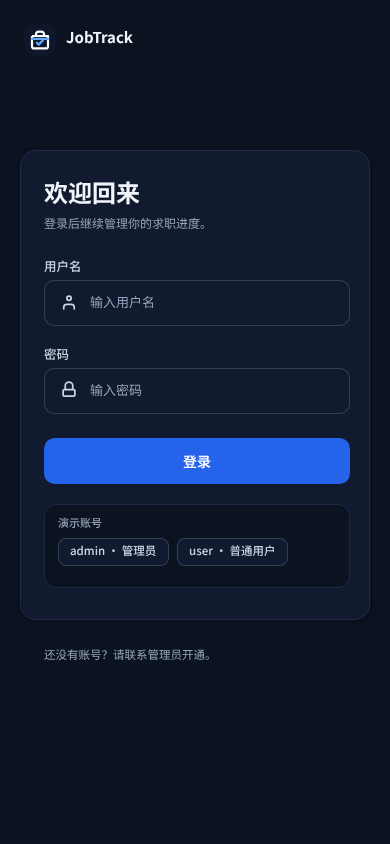 JobTrack
欢迎回来
登录后继续管理你的求职进度。
用户名
输入用户名
密码
输入密码
登录
演示账号
admin · 管理员
user · 普通用户
还没有账号？请联系管理员开通。